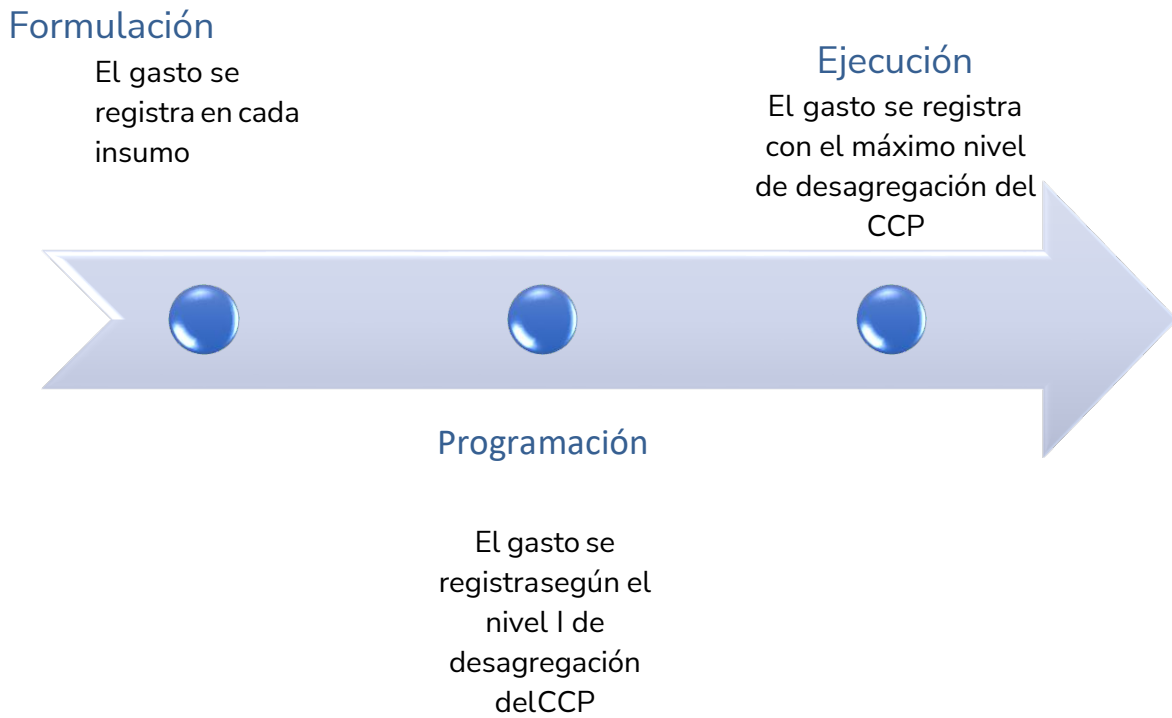 Formulación
El gasto se
registra en cada
insumo
Ejecución
El gasto se registra
con el máximo nivel
de desagregación del
CCP
Programación
El gasto se
registrasegún el
nivel I de
desagregación
delCCP